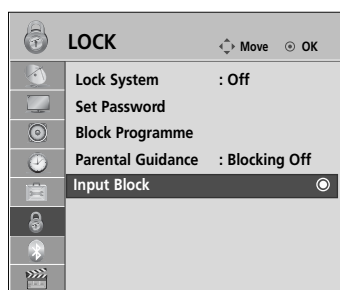 LOCK Move OK
Lock System : Off
Set Password
Block Programme
Parental Guidance : Blocking Off
Input Block